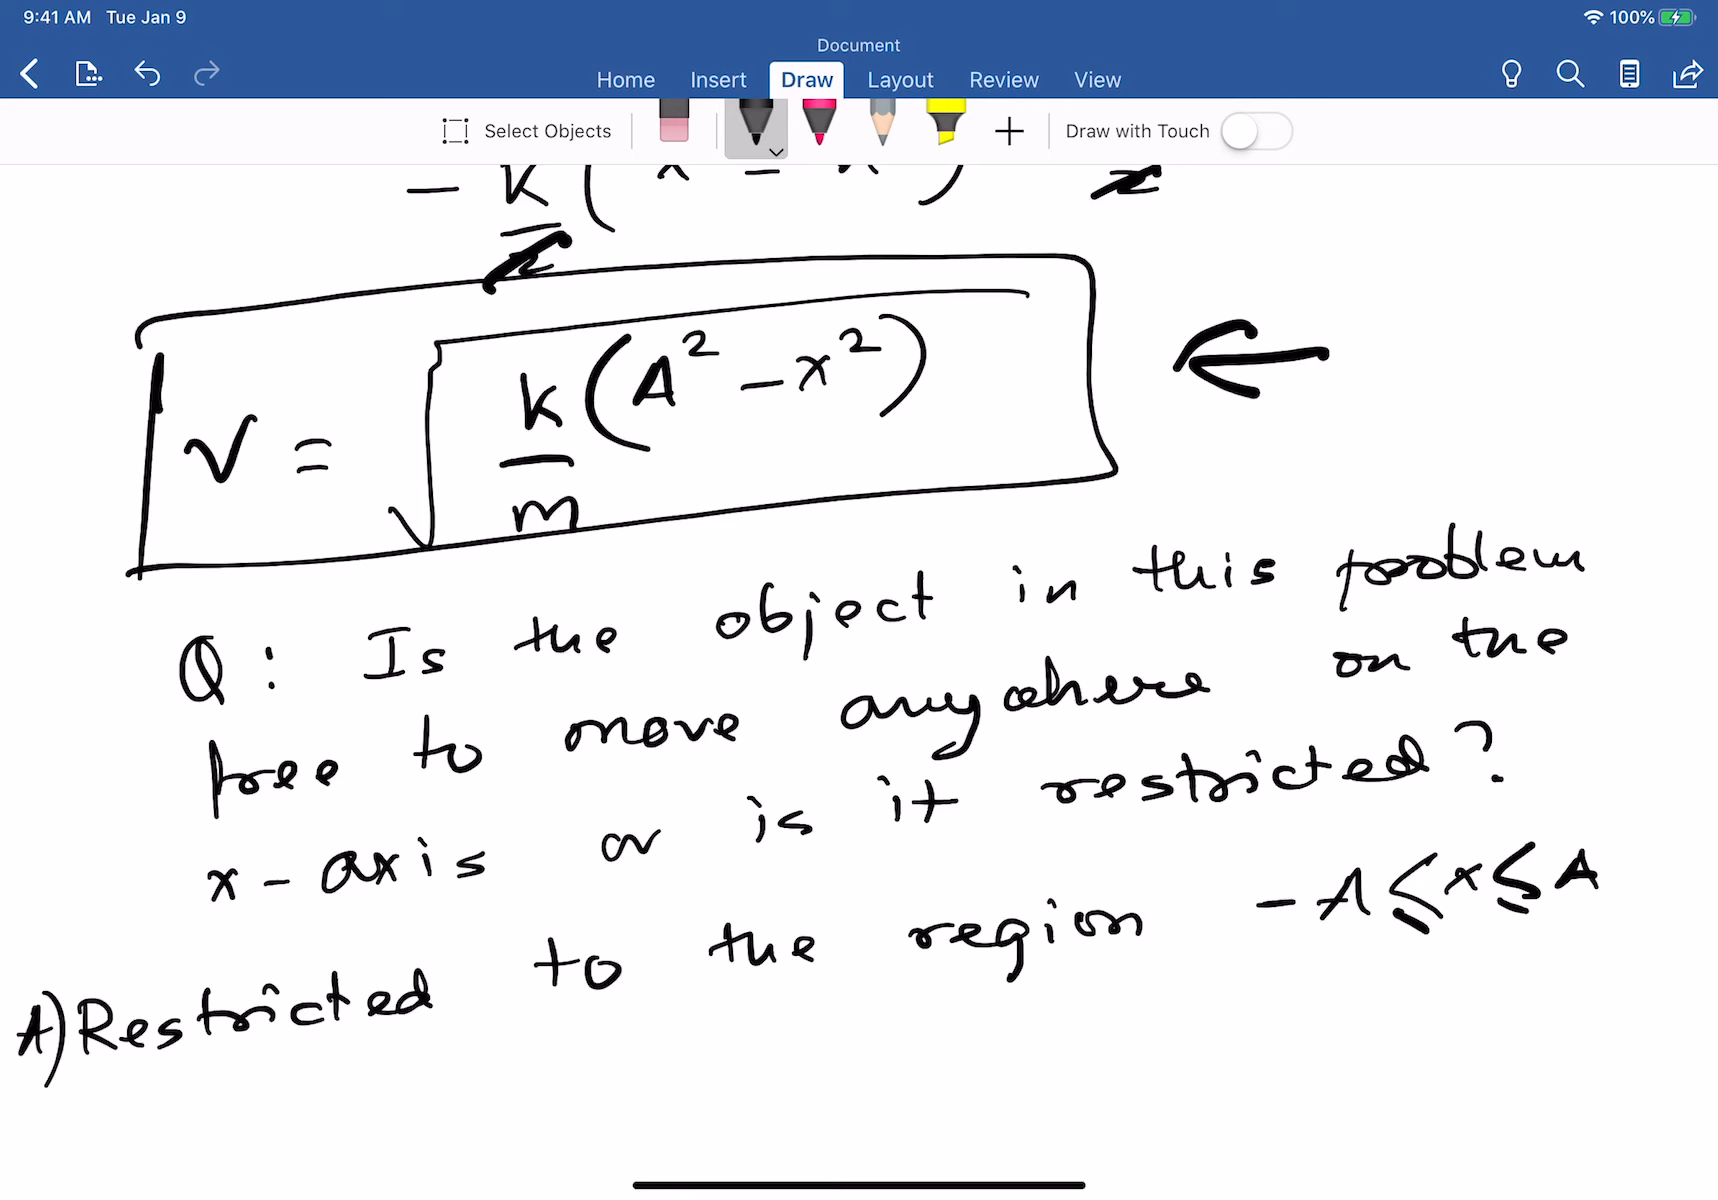 9:41 AM Tue Jan 9
100%
Document
Home Insert Draw Layout Review View
Select Objects
Draw with Touch
v = √(k/m (A² - x²)) ←
Q: Is the object in this problem
free to move anywhere on the
x-axis or is it restricted?
A) Restricted to the region -A ≤ x ≤ A